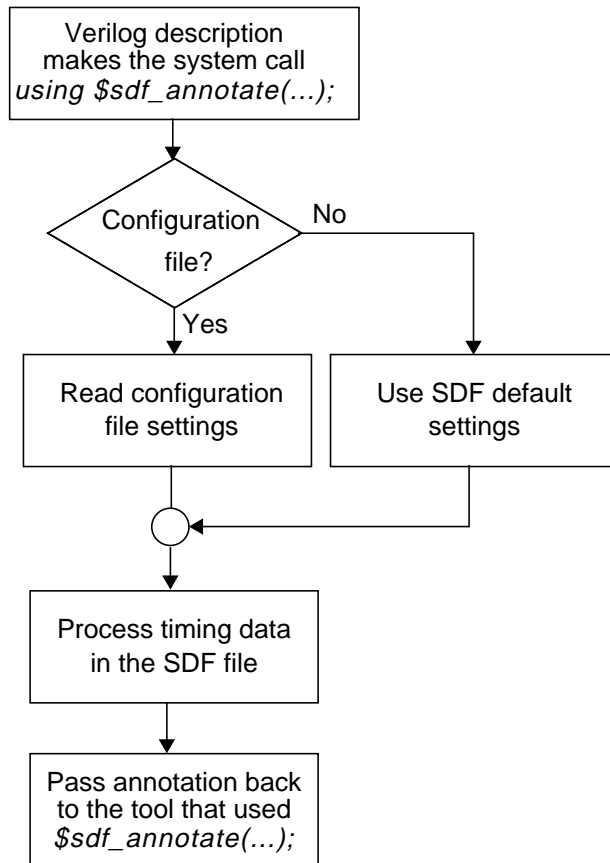 Verilog description
makes the system call
using $sdf_annotate(...);
Configuration
file?
No
Yes
Read configuration
file settings
Use SDF default
settings
Process timing data
in the SDF file
Pass annotation back
to the tool that used
$sdf_annotate(...);